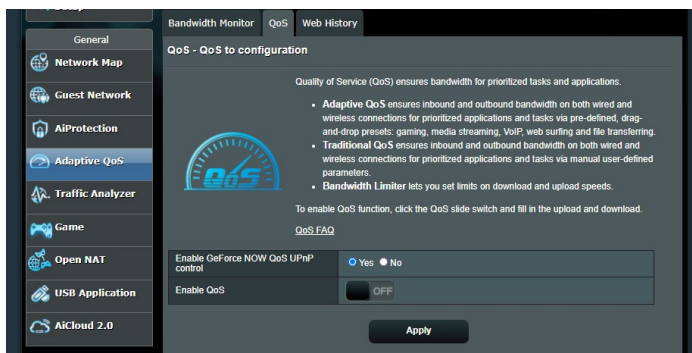 Bandwidth Monitor QoS Web History
General
QoS - QoS to configuration
Network Map
Quality of Service (QoS) ensures bandwidth for prioritized tasks and applications.
Guest Network
• Adaptive QoS ensures inbound and outbound bandwidth on both wired and
wireless connections for prioritized applications and tasks via pre-defined, drag-
and-drop presets: gaming, media streaming, VoIP, web surfing and file transferring.
AiProtection
• Traditional QoS ensures inbound and outbound bandwidth on both wired and
wireless connections for prioritized applications and tasks via manual user-defined
parameters.
Adaptive QoS
QoS
• Bandwidth Limiter lets you set limits on download and upload speeds.
Traffic Analyzer
To enable QoS function, click the QoS slide switch and fill in the upload and download.
Game
QoS FAQ
Open NAT
Enable GeForce NOW QoS UPnP
control
Yes No
USB Application
Enable QoS OFF
AiCloud 2.0
Apply